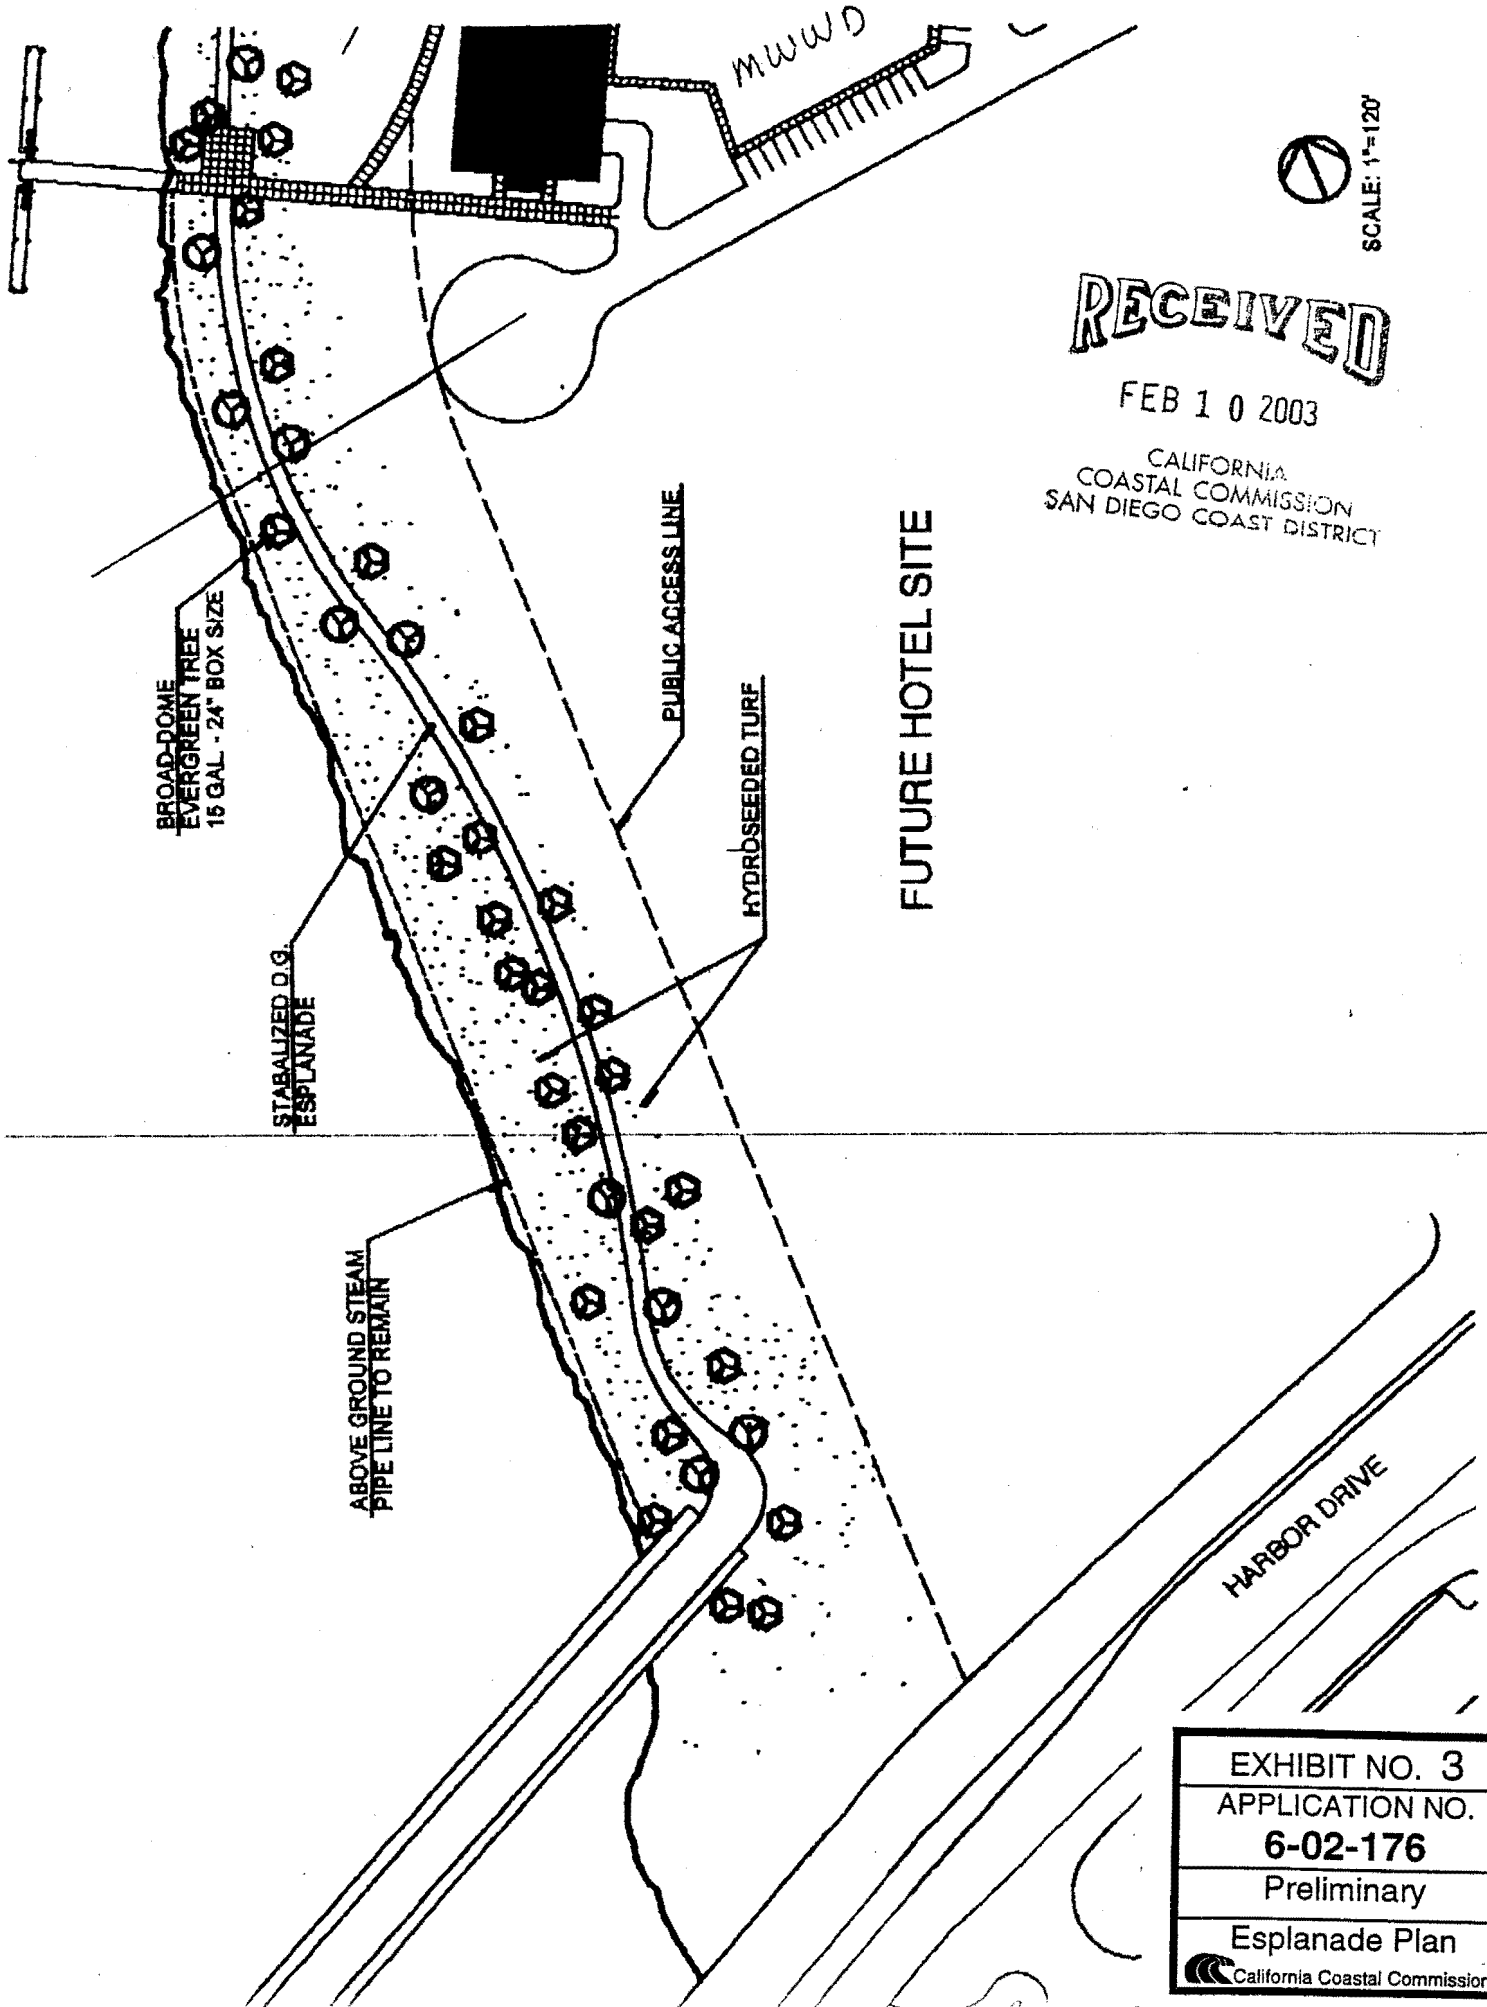 MWWD
SCALE: 1"=120'
RECEIVED
FEB 10 2003
CALIFORNIA
COASTAL COMMISSION
SAN DIEGO COAST DISTRICT
BROAD-DOME
EVERGREEN TREE
15 GAL - 24" BOX SIZE
STABALIZED D.G.
ESPLANADE
ABOVE GROUND STEAM
PIPE LINE TO REMAIN
PUBLIC ACCESS LINE
HYDROSEEDED TURF
FUTURE HOTEL SITE
HARBOR DRIVE
EXHIBIT NO. 3
APPLICATION NO.
6-02-176
Preliminary
Esplanade Plan
California Coastal Commission